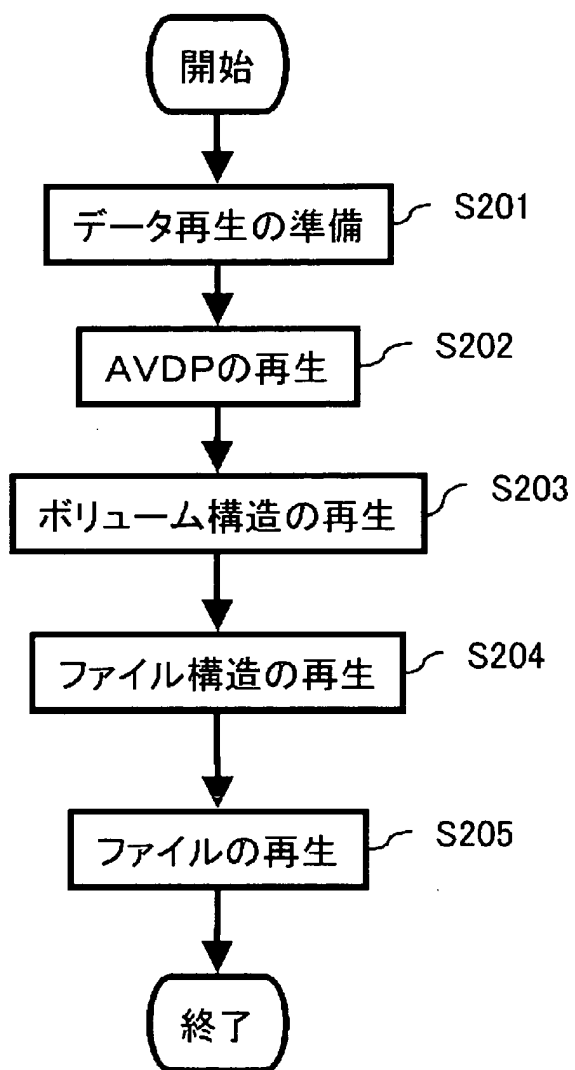 開始
データ再生の準備
S201
AVDPの再生
S202
ボリューム構造の再生
S203
ファイル構造の再生
S204
ファイルの再生
S205
終了